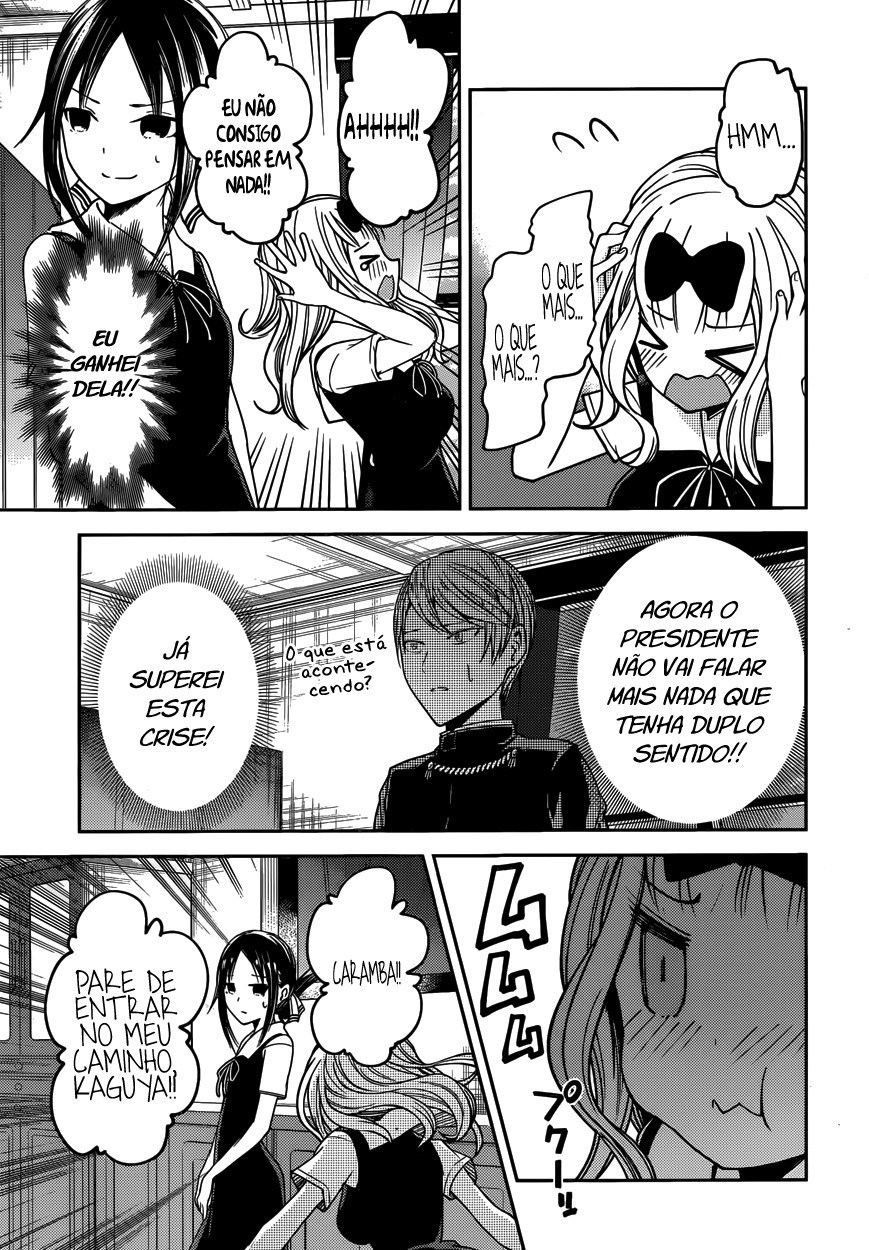 HMM...
O QUE
MAIS...
O QUE
MAIS...?
AHHHH!!
EU NÃO
CONSIGO
PENSAR EM
NADA!!
EU
GANHEI
DELA!!
AGORA O
PRESIDENTE
NÃO VAI FALAR
MAIS NADA QUE
TENHA DUPLO
SENTIDO!!
O que está
aconte-
cendo?
JÁ
SUPEREI
ESTA
CRISE!
ムムム
プクーッ
CARAMBA!!
PARE DE
ENTRAR
NO MEU
CAMINHO,
KAGUYA!!